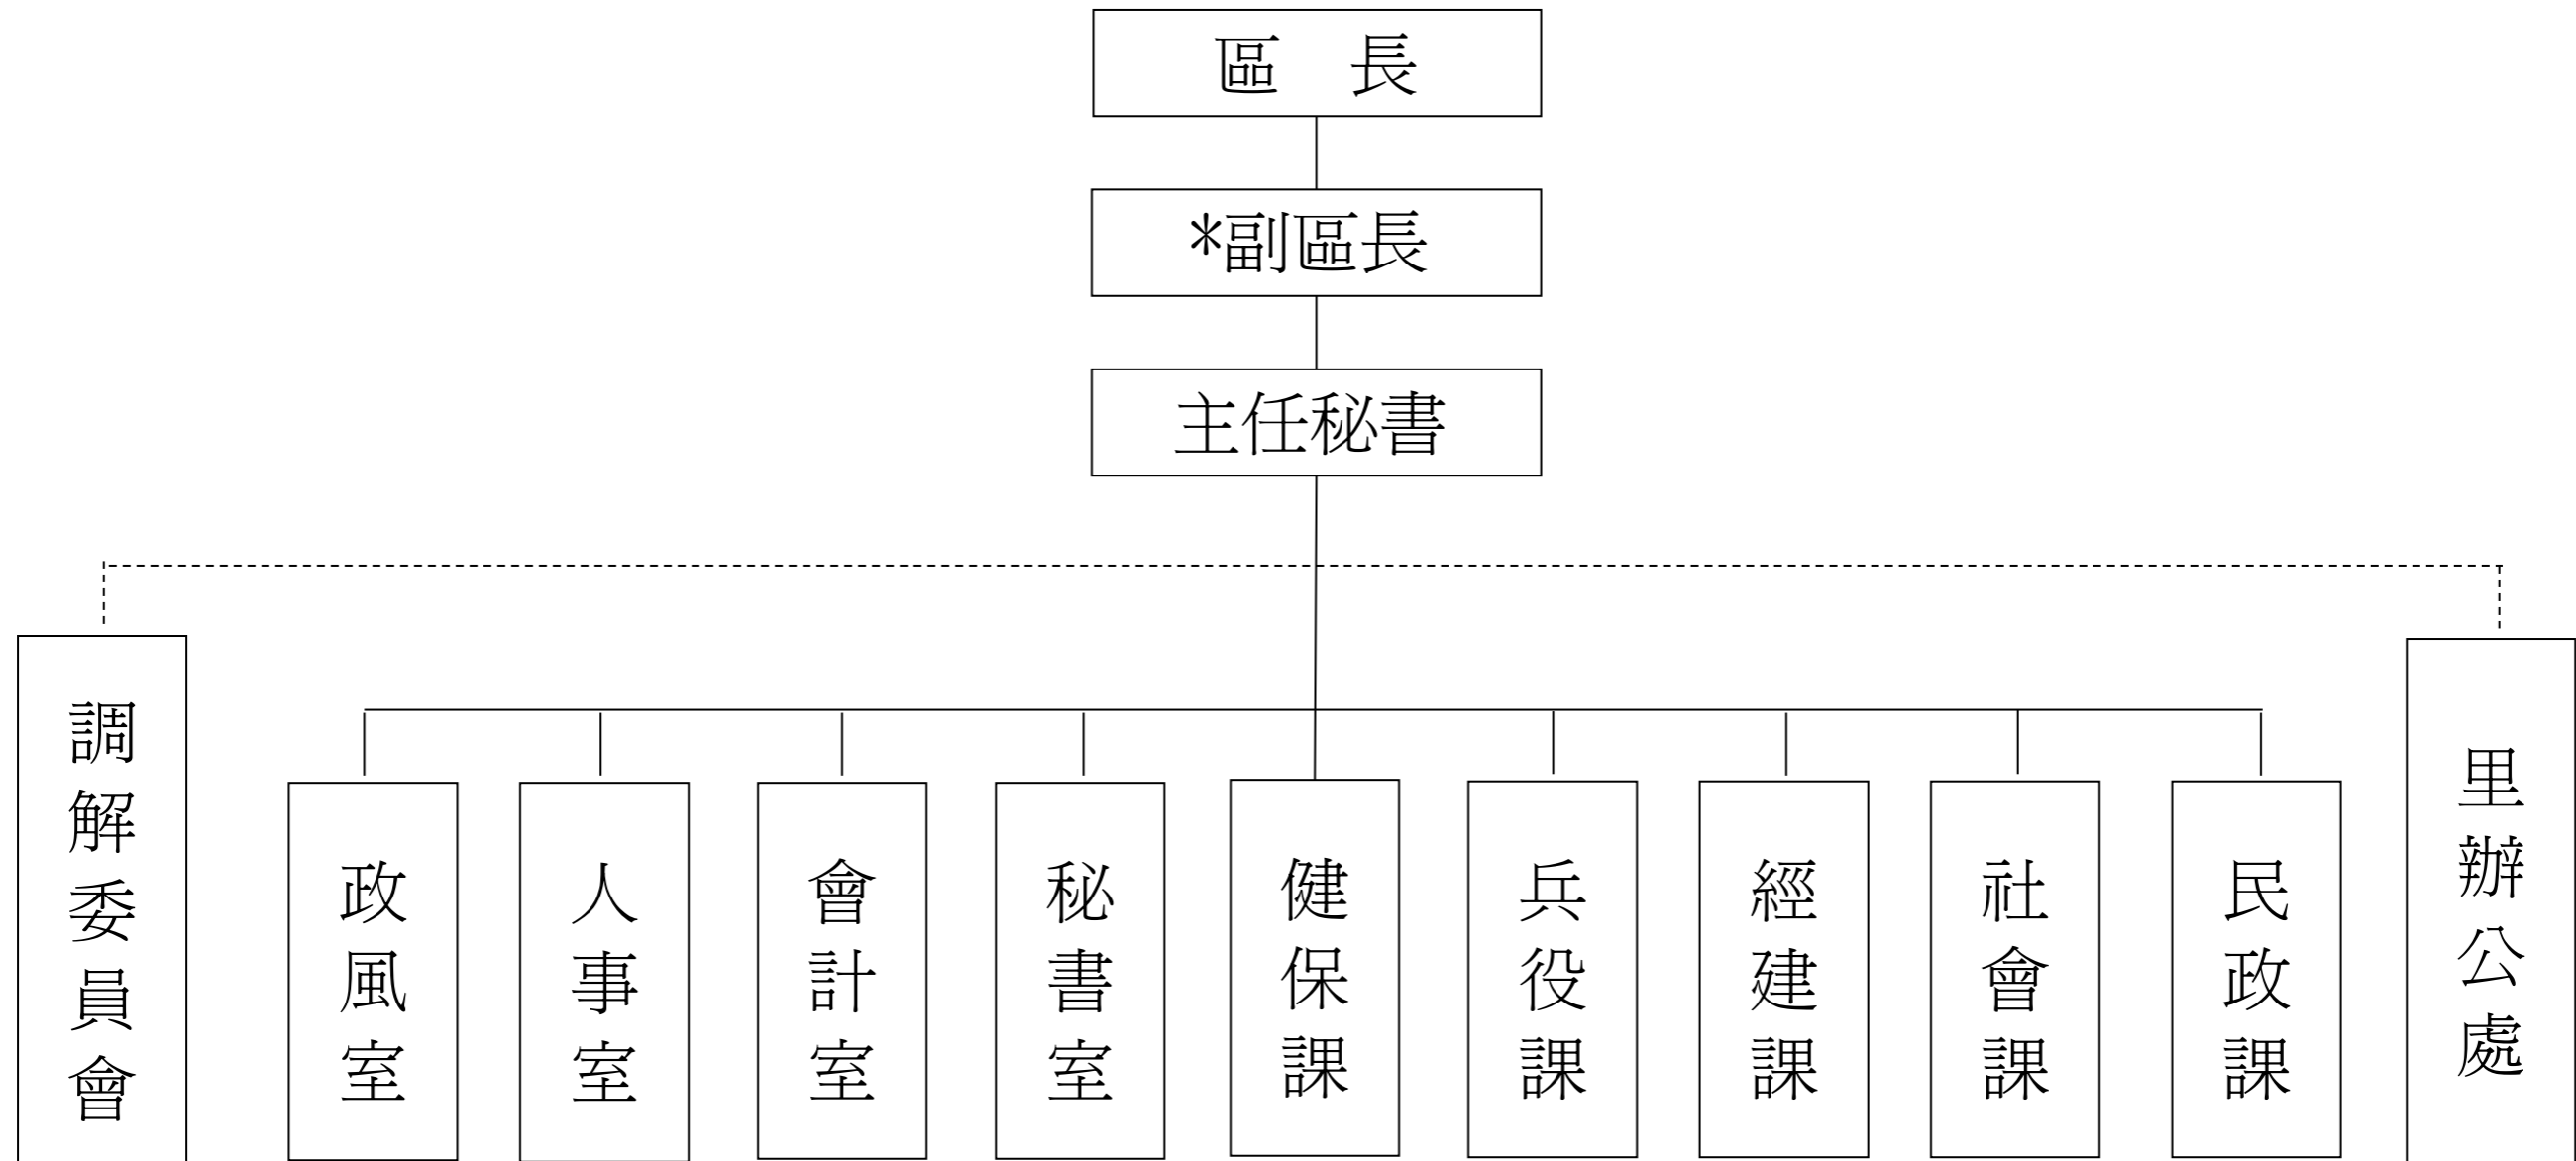 區　長
*副區長
主任秘書
調解委員會
政風室
人事室
會計室
秘書室
健保課
兵役課
經建課
社會課
民政課
里辦公處